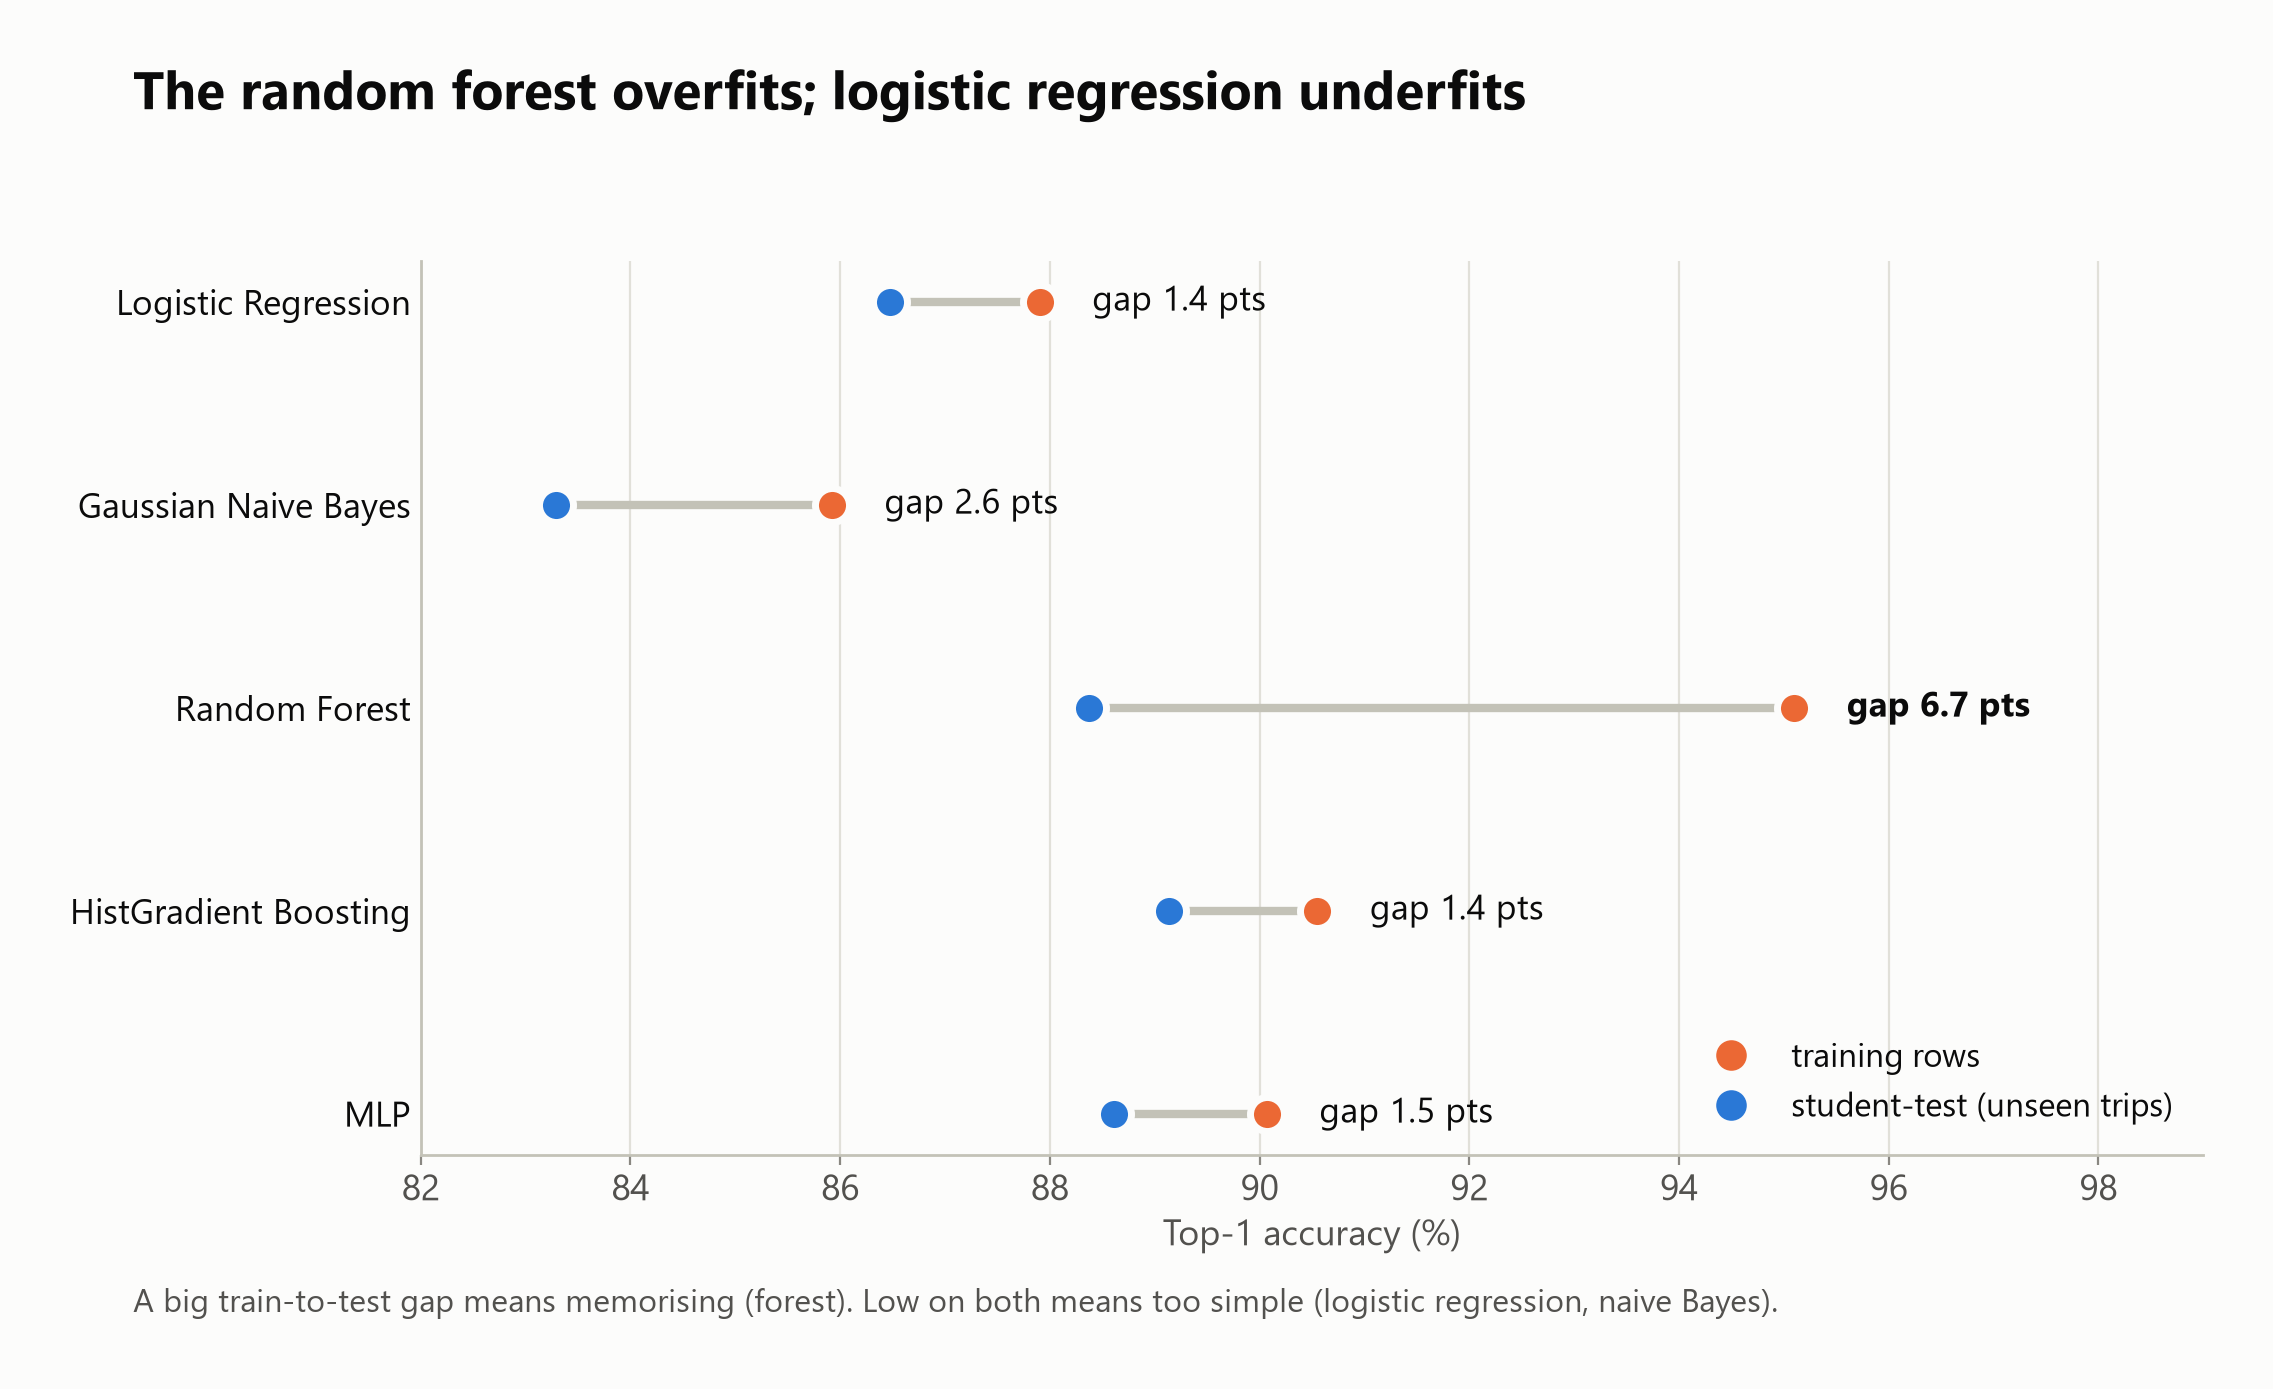 The random forest overfits; logistic regression underfits
Logistic Regression
gap 1.4 pts
Gaussian Naive Bayes
gap 2.6 pts
Random Forest
gap 6.7 pts
HistGradient Boosting
gap 1.4 pts
training rows
student-test (unseen trips)
MLP
gap 1.5 pts
82 84 86 88 90 92 94 96 98
Top-1 accuracy (%)
A big train-to-test gap means memorising (forest). Low on both means too simple (logistic regression, naive Bayes).